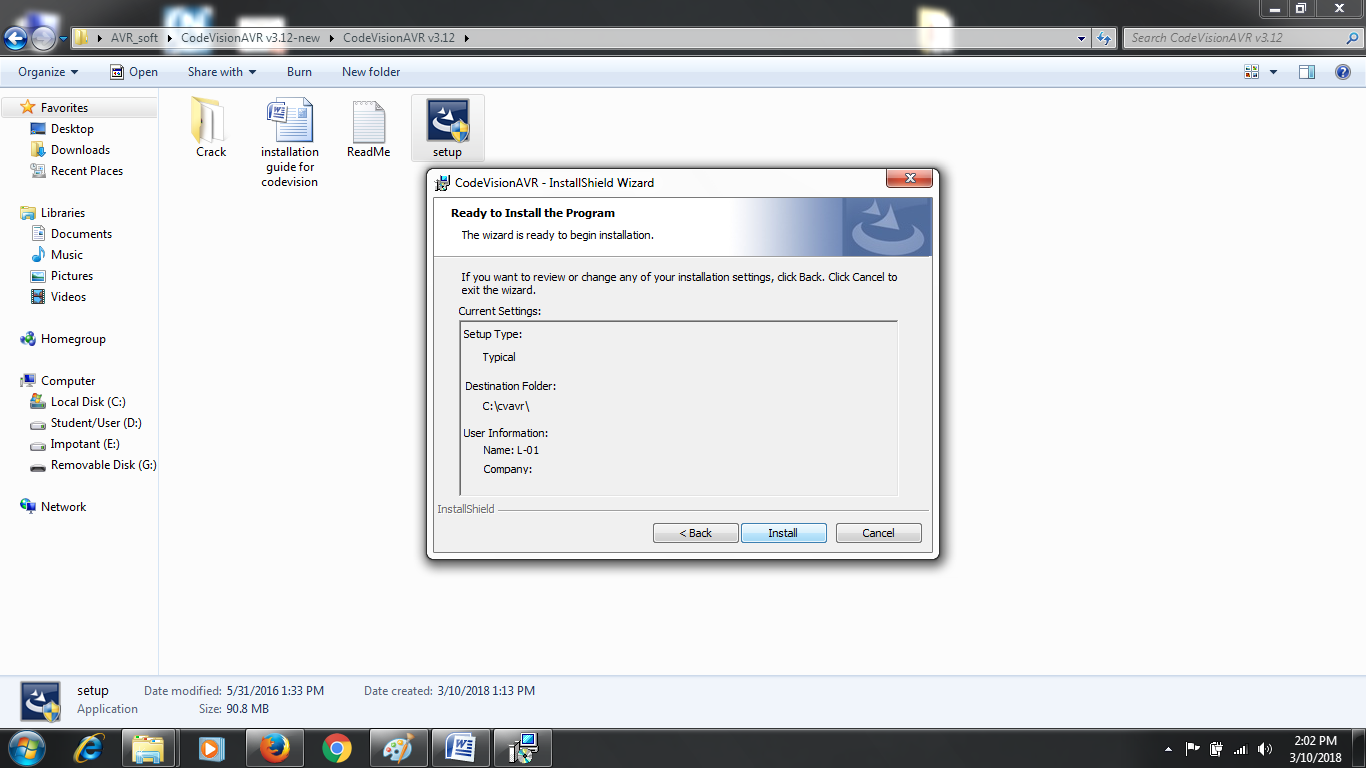 AVR_soft CodeVisionAVR v3.12-new CodeVisionAVR v3.12
Search CodeVisionAVR v3.12
Organize Open Share with Burn New folder
Favorites
Desktop
Downloads
Recent Places
Libraries
Documents
Music
Pictures
Videos
Homegroup
Computer
Local Disk (C:)
Student/User (D:)
Impotant (E:)
Removable Disk (G:)
Network
Crack
installation
guide for
codevision
ReadMe
setup
CodeVisionAVR - InstallShield Wizard
Ready to Install the Program
The wizard is ready to begin installation.
If you want to review or change any of your installation settings, click Back. Click Cancel to
exit the wizard.
Current Settings:
Setup Type:
Typical
Destination Folder:
C:\cvavr\
User Information:
Name: L-01
Company:
InstallShield
< Back Install Cancel
setup Date modified: 5/31/2016 1:33 PM Date created: 3/10/2018 1:13 PM
Application Size: 90.8 MB
2:02 PM
3/10/2018